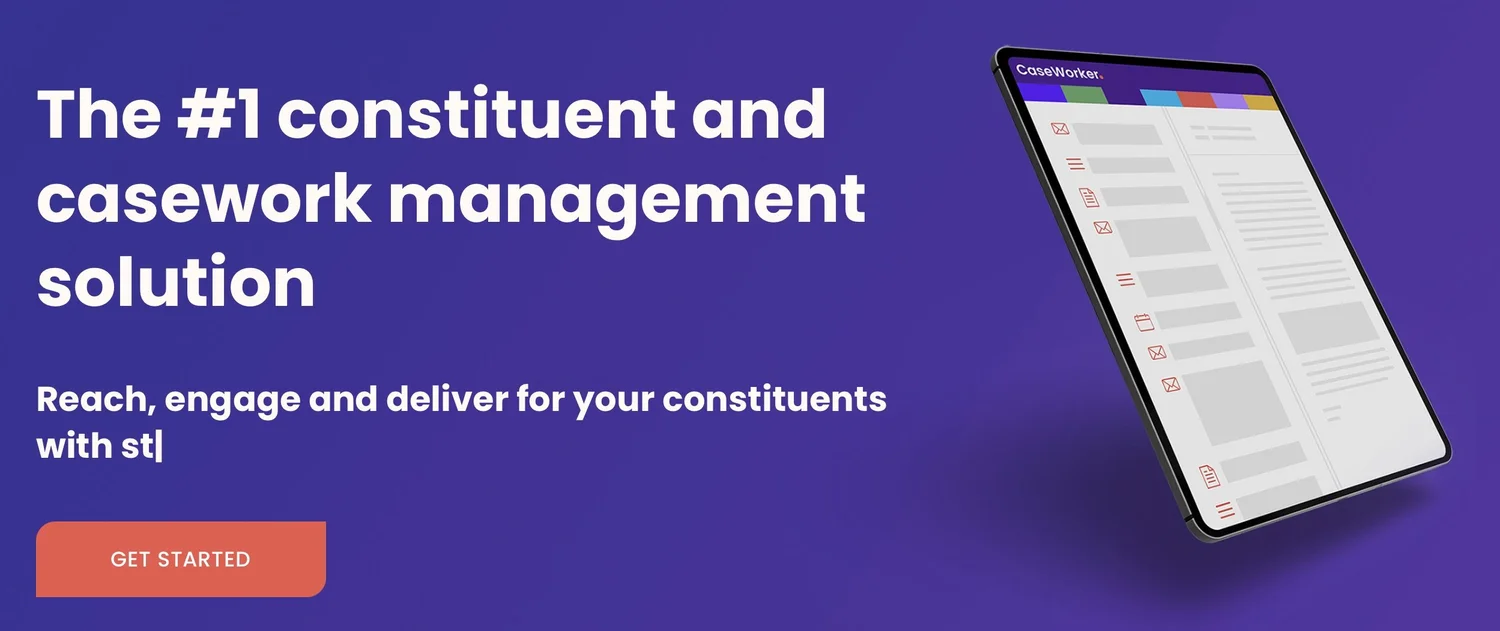 The #1 constituent and
casework management
solution
Reach, engage and deliver for your constituents
with st|
GET STARTED
CaseWorker.